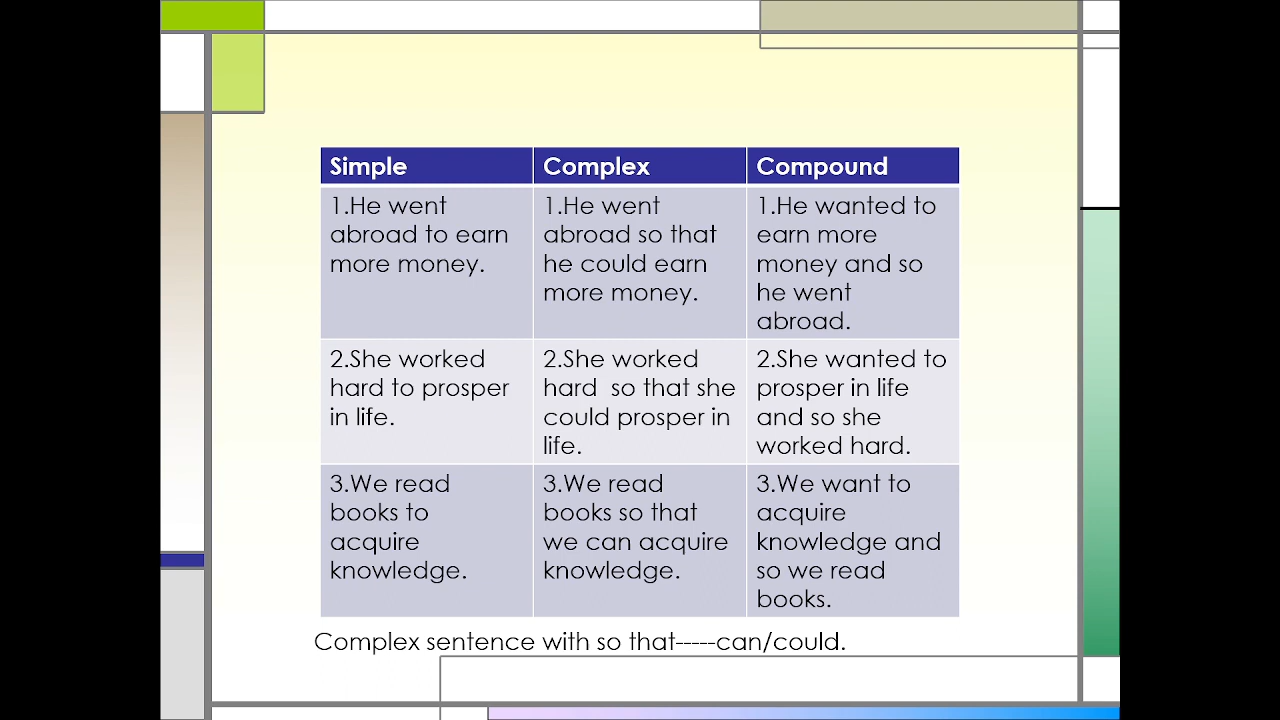 Simple
Complex
Compound
1.He went
abroad to earn
more money.
1.He went
abroad so that
he could earn
more money.
1.He wanted to
earn more
money and so
he went
abroad.
2.She worked
hard to prosper
in life.
2.She worked
hard  so that she
could prosper in
life.
2.She wanted to
prosper in life
and so she
worked hard.
3.We read
books to
acquire
knowledge.
3.We read
books so that
we can acquire
knowledge.
3.We want to
acquire
knowledge and
so we read
books.
Complex sentence with so that-----can/could.